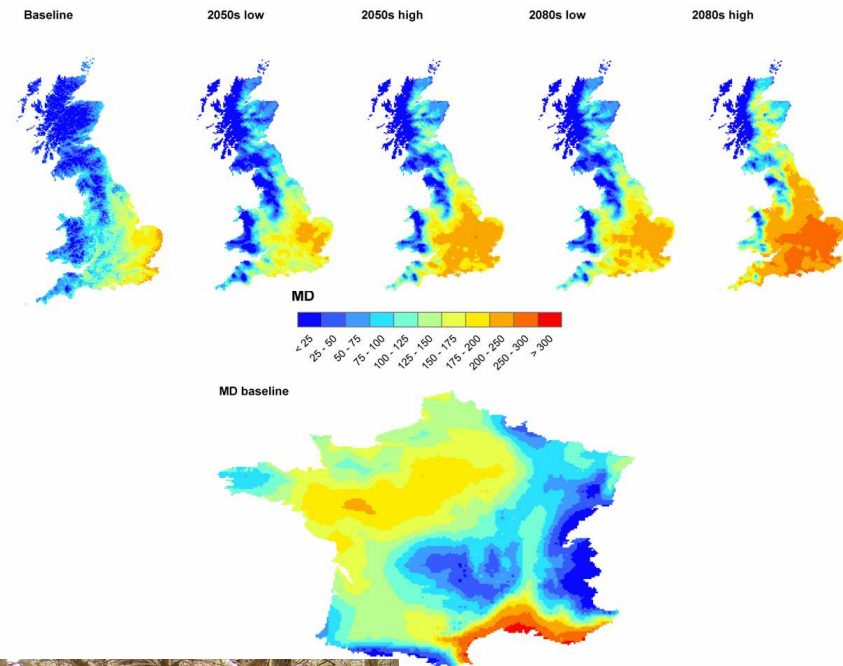 Baseline 2050s low 2050s high 2080s low 2080s high
MD
< 25 25 - 50 50 - 75 75 - 100 100 - 125 125 - 150 150 - 175 175 - 200 200 - 250 250 - 300 > 300
MD baseline